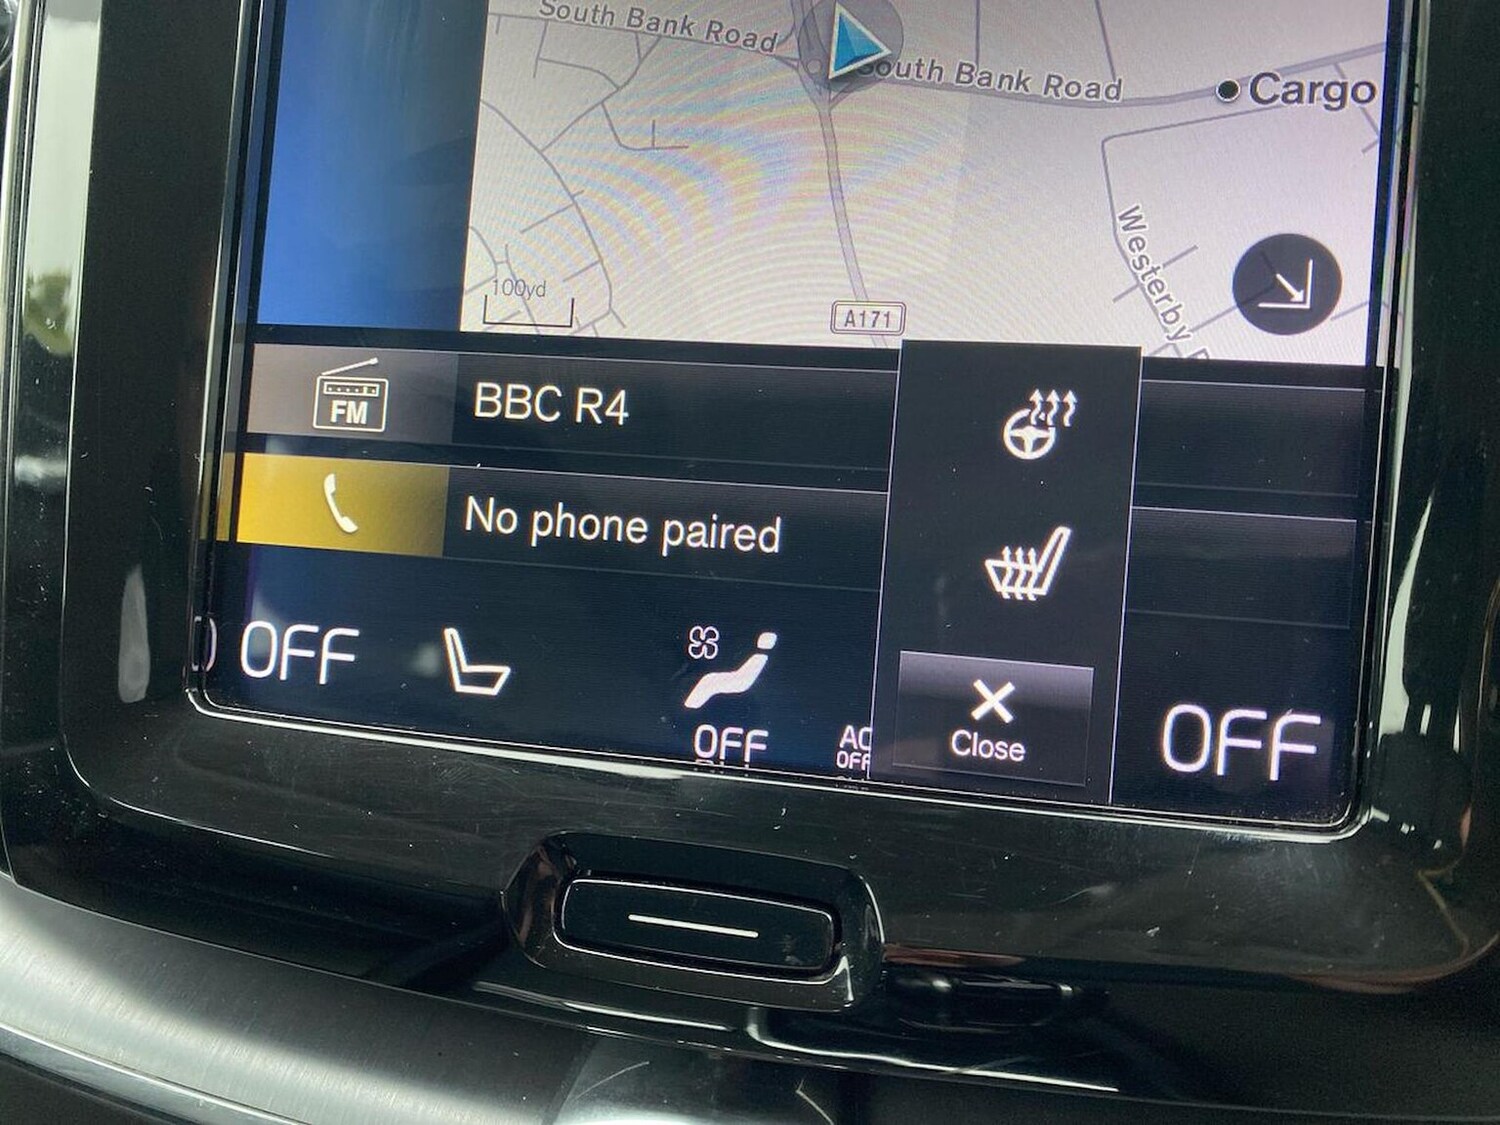 South Bank Road
South Bank Road
Cargo
Westerby
100yd
A171
FM
BBC R4
No phone paired
OFF
OFF
AC
OFF
Close
OFF